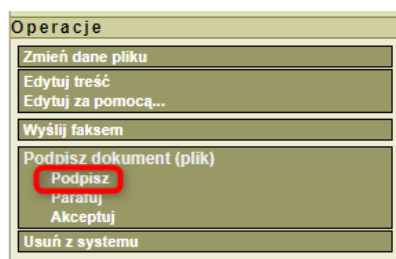 Operacje
Zmień dane pliku
Edytuj treść
Edytuj za pomocą...
Wyślij faksem
Podpisz dokument (plik)
Podpisz
Parafuj
Akceptuj
Usuń z systemu